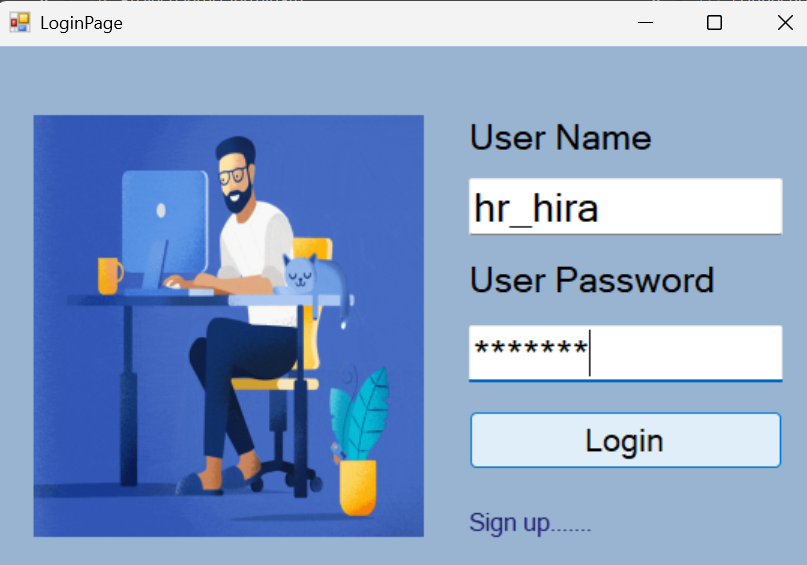 LoginPage
User Name
hr_hira
User Password
*******
Login
Sign up.......